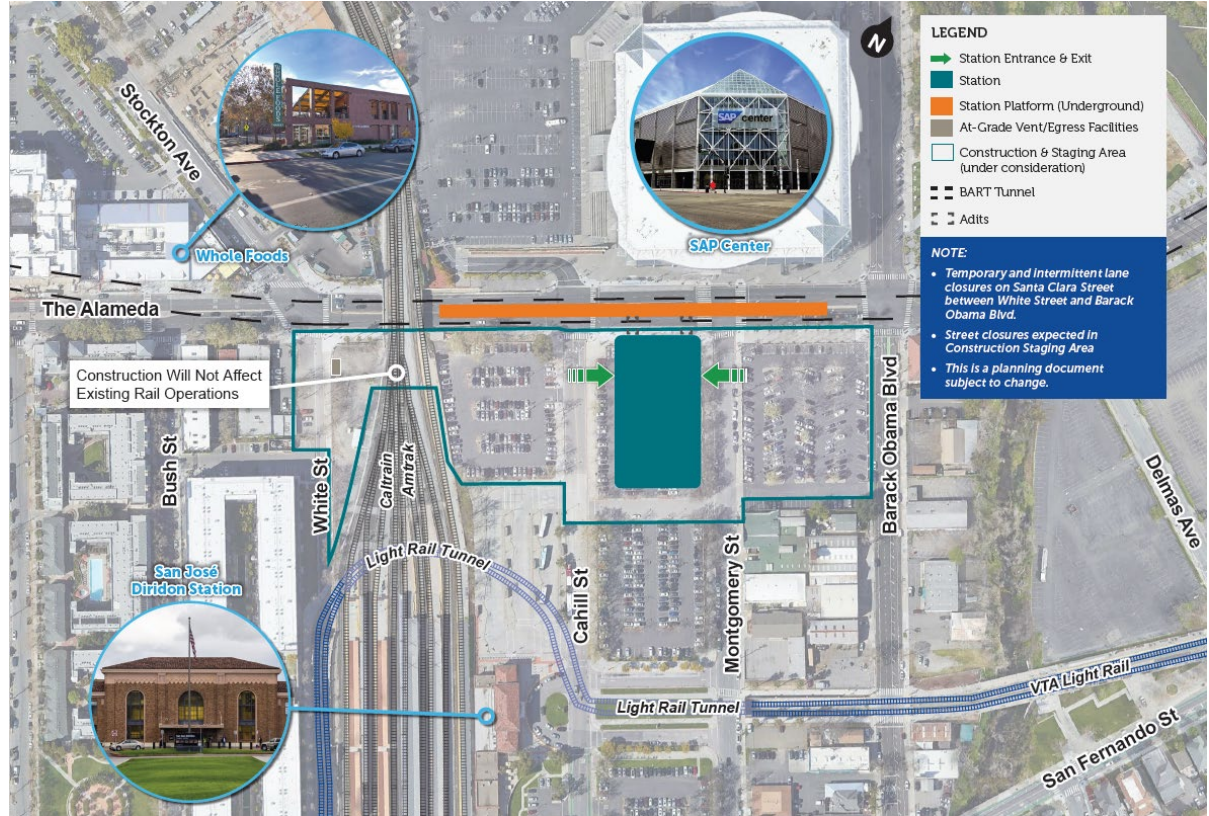 Stockton Ave
Whole Foods
SAP center
SAP Center
N
LEGEND
Station Entrance & Exit
Station
Station Platform (Underground)
At-Grade Vent/Egress Facilities
Construction & Staging Area
(under consideration)
BART Tunnel
Adits
NOTE:
• Temporary and intermittent lane
closures on Santa Clara Street
between White Street and Barack
Obama Blvd.
• Street closures expected in
Construction Staging Area
• This is a planning document
subject to change.
The Alameda
Construction Will Not Affect
Existing Rail Operations
Bush St
White St
Caltrain
Amtrak
Light Rail Tunnel
Cahill St
Montgomery St
Barack Obama Blvd
Delmas Ave
San José
Diridon Station
Light Rail Tunnel
VTA Light Rail
San Fernando St